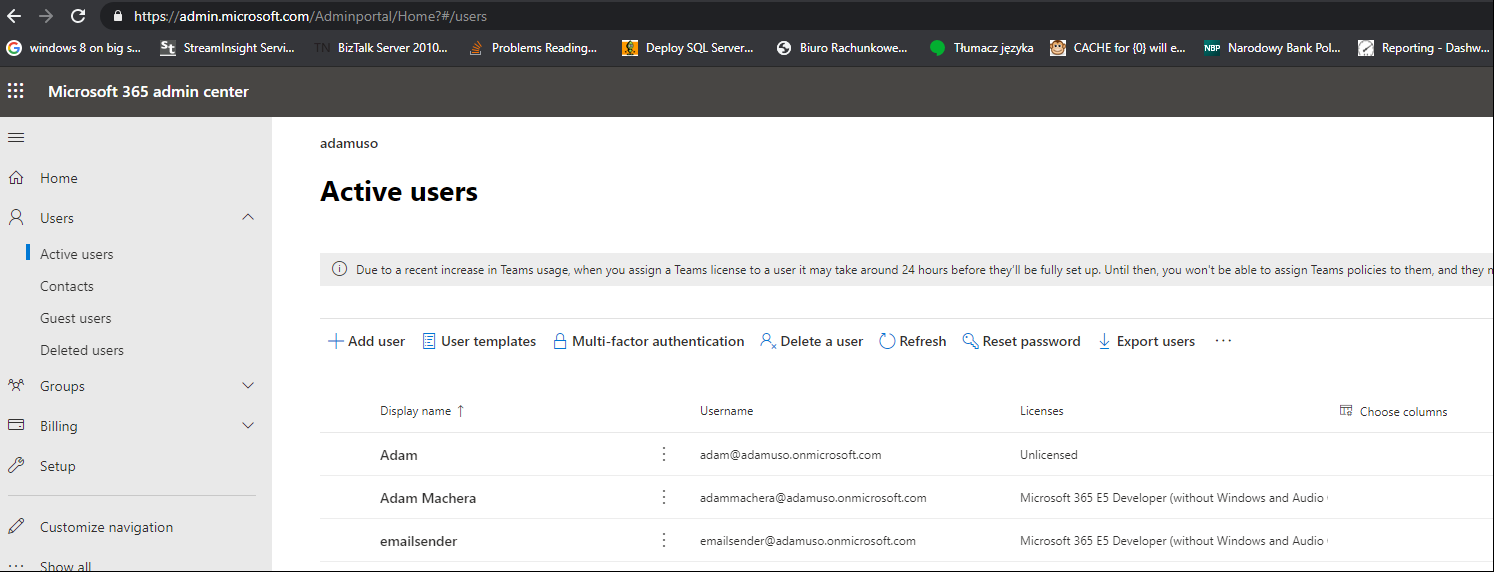 https://admin.microsoft.com/Adminportal/Home?#/users
windows 8 on big s... StreamInsight Servi... TN BizTalk Server 2010... Problems Reading... Deploy SQL Server... Biuro Rachunkowe... Tłumacz języka CACHE for {0} will e... NBP Narodowy Bank Pol... Reporting - Dashw...
Microsoft 365 admin center
adamuso
Home
Active users
Users
Active users
Contacts
Guest users
Deleted users
Groups
Billing
Setup
Customize navigation
Show all
Due to a recent increase in Teams usage, when you assign a Teams license to a user it may take around 24 hours before they'll be fully set up. Until then, you won't be able to assign Teams policies to them, and they
Add user User templates Multi-factor authentication Delete a user Refresh Reset password Export users ...
Display name ↑ Username Licenses Choose columns
Adam adam@adamuso.onmicrosoft.com Unlicensed
Adam Machera adammachera@adamuso.onmicrosoft.com Microsoft 365 E5 Developer (without Windows and Audio
emailsender emailsender@adamuso.onmicrosoft.com Microsoft 365 E5 Developer (without Windows and Audio